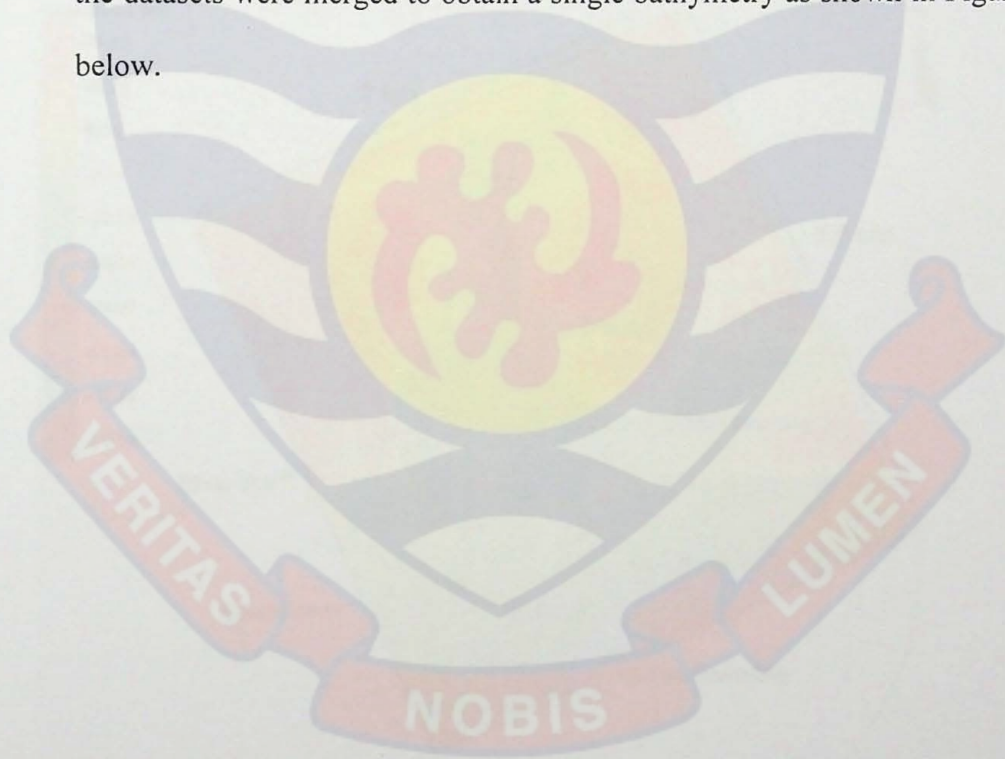 the datasets were merged to obtain a single bathymetry as shown in
below.
VERITAS
NOBIS
LUMEN